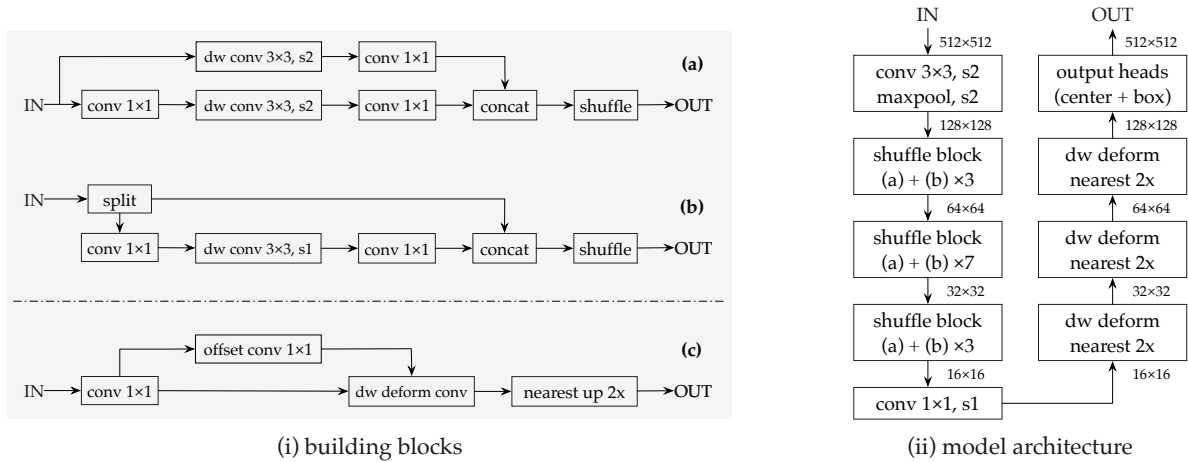 dw conv 3×3, s2
conv 1×1
(a)
IN
conv 1×1
dw conv 3×3, s2
conv 1×1
concat
shuffle
OUT
IN
split
(b)
conv 1×1
dw conv 3×3, s1
conv 1×1
concat
shuffle
OUT
offset conv 1×1
(c)
IN
conv 1×1
dw deform conv
nearest up 2x
OUT
(i) building blocks
IN
512×512
conv 3×3, s2
maxpool, s2
128×128
shuffle block
(a) + (b) ×3
64×64
shuffle block
(a) + (b) ×7
32×32
shuffle block
(a) + (b) ×3
16×16
conv 1×1, s1
OUT
512×512
output heads
(center + box)
128×128
dw deform
nearest 2x
64×64
dw deform
nearest 2x
32×32
dw deform
nearest 2x
16×16
(ii) model architecture